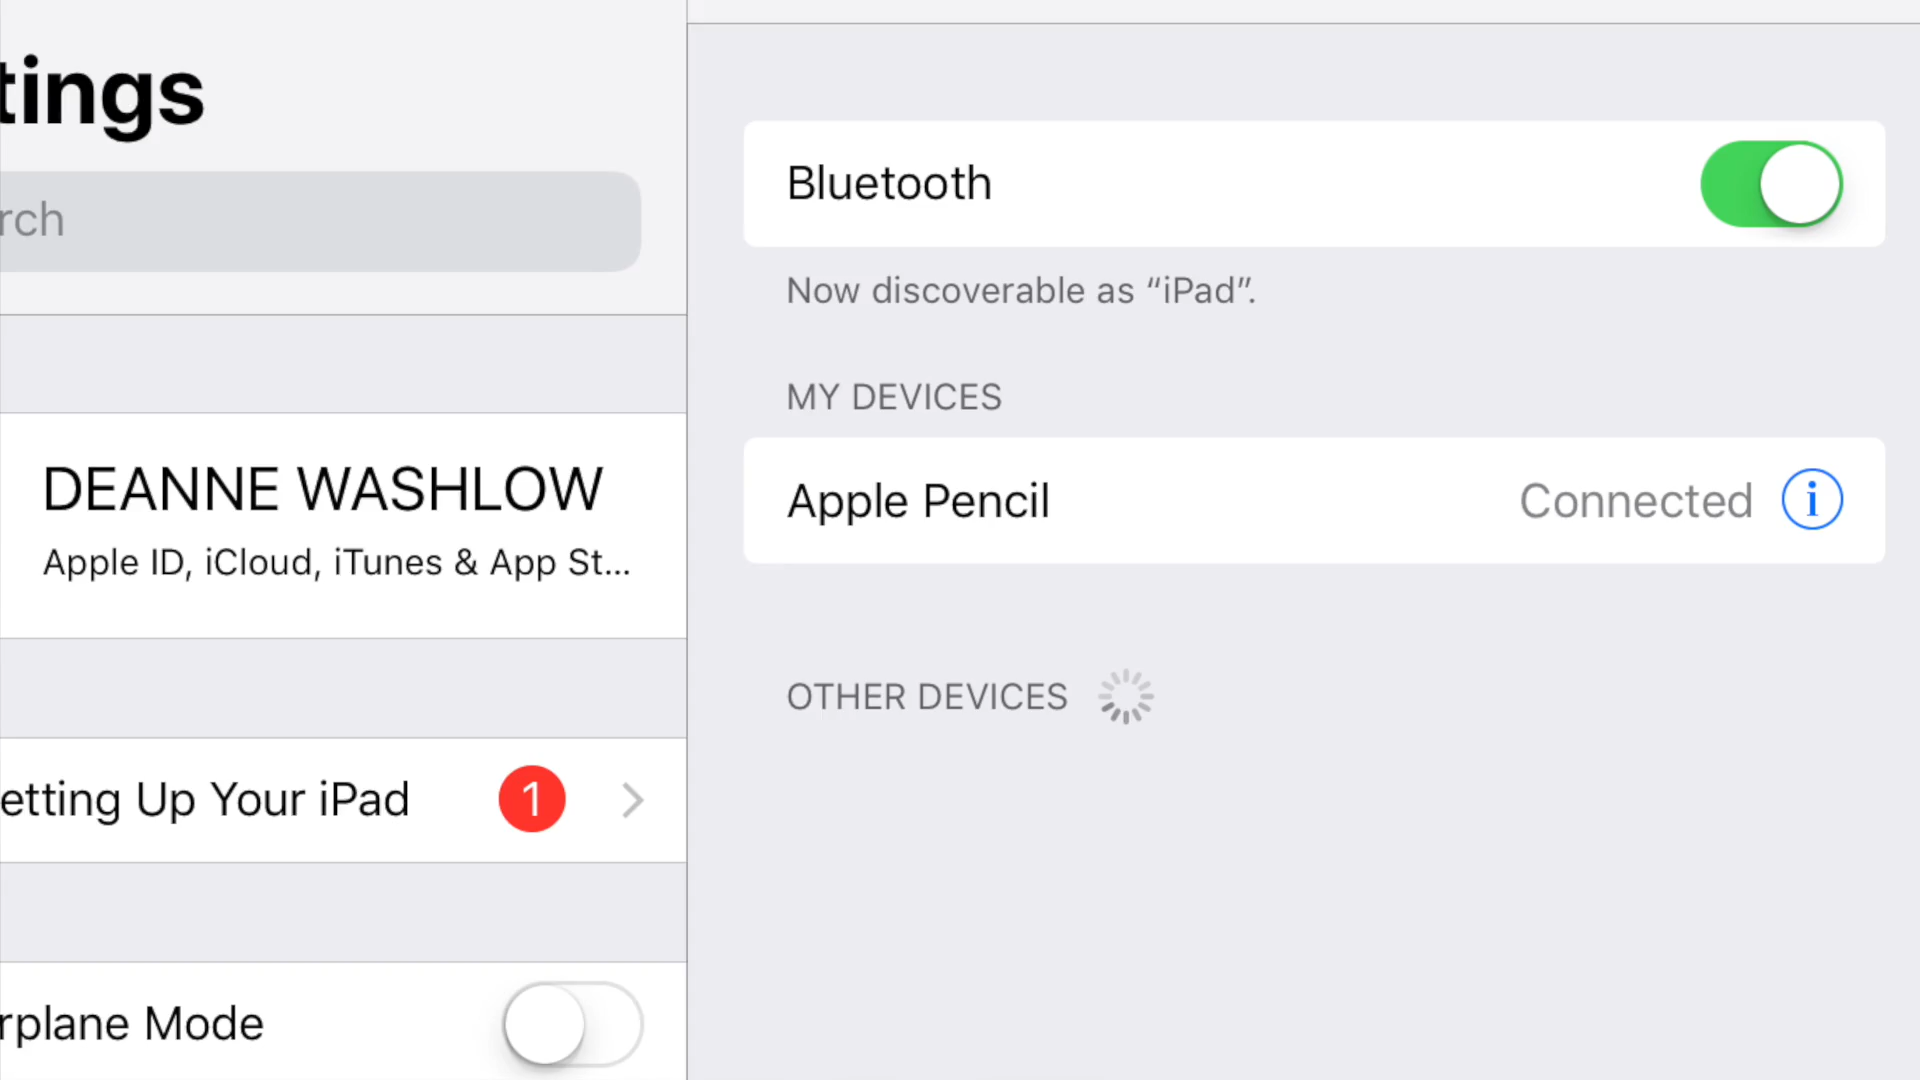 tings
rch
DEANNE WASHLOW
Apple ID, iCloud, iTunes & App St...
etting Up Your iPad 1
rplane Mode
Bluetooth
Now discoverable as “iPad”.
MY DEVICES
Apple Pencil Connected i
OTHER DEVICES